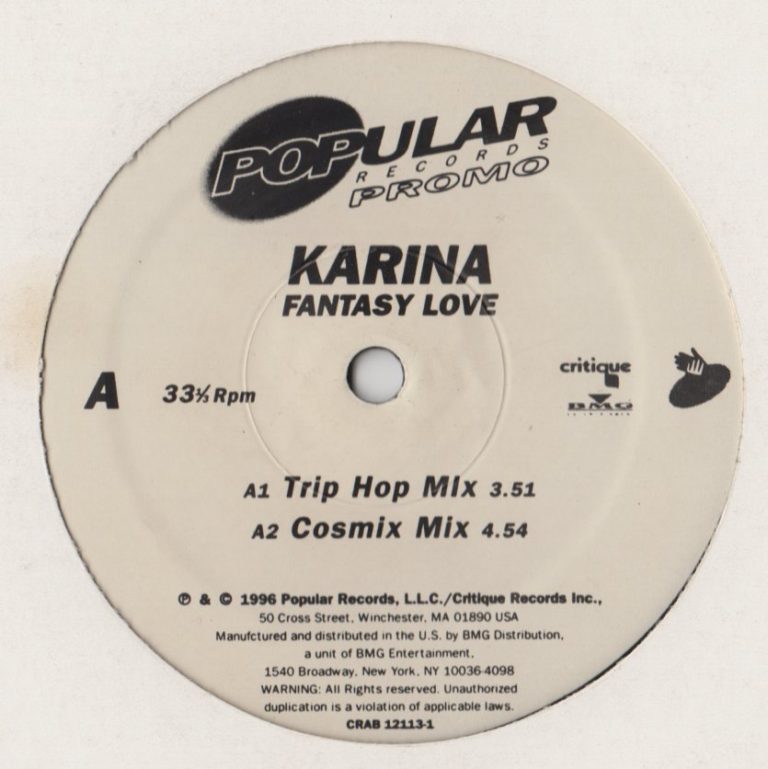 POPULAR
RECORDS
PROMO
KARINA
FANTASY LOVE
A
33⅓ Rpm
critique
BMG
A1 Trip Hop MIx 3.51
A2 Cosmix Mix 4.54
℗ & © 1996 Popular Records, L.L.C./Critique Records Inc.,
50 Cross Street, Winchester, MA 01890 USA
Manufctured and distributed in the U.S. by BMG Distribution,
a unit of BMG Entertainment,
1540 Broadway, New York, NY 10036-4098
WARNING: All Rights reserved. Unauthorized
duplication is a violation of applicable laws.
CRAB 12113-1